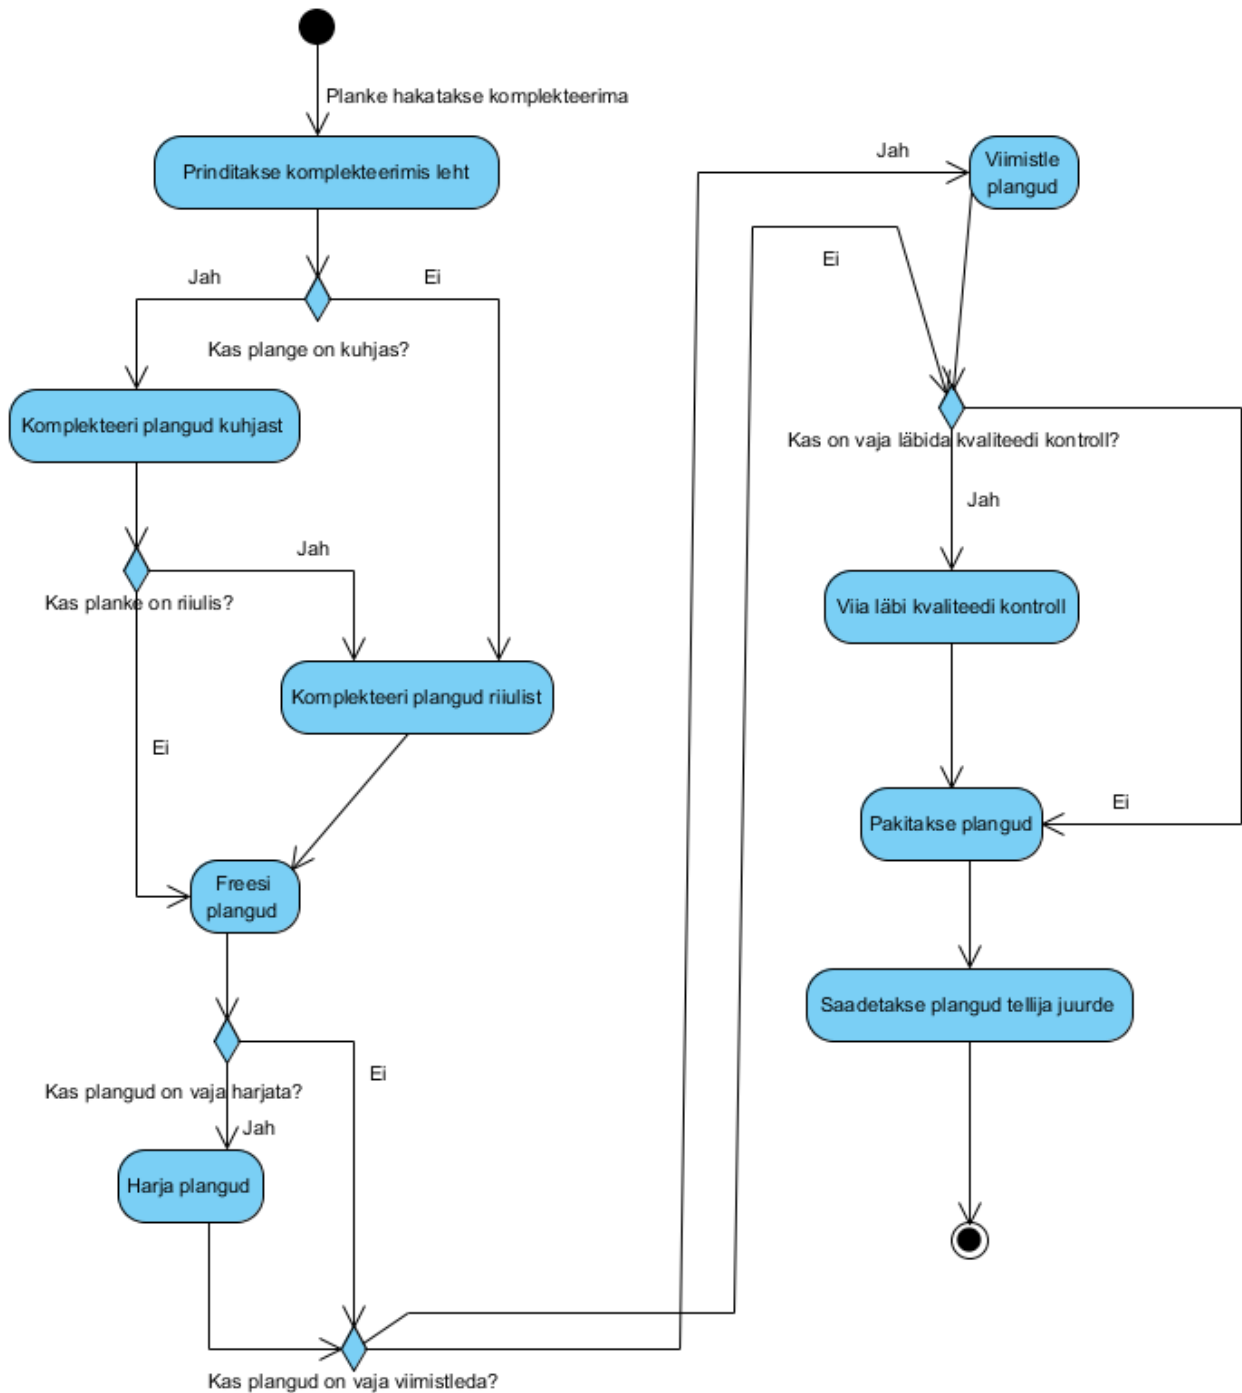 Planke hakatakse komplekteerima
Prinditakse komplekteerimis leht
Jah
Ei
Kas plange on kuhjas?
Komplekteeri plangud kuhjast
Jah
Kas planke on riiulis?
Komplekteeri plangud riiulist
Ei
Freesi
plangud
Ei
Kas plangud on vaja harjata?
Jah
Harja plangud
Kas plangud on vaja viimistleda?
Jah
Viimistle
plangud
Ei
Kas on vaja läbida kvaliteedi kontroll?
Jah
Viia läbi kvaliteedi kontroll
Ei
Pakitakse plangud
Saadetakse plangud tellija juurde